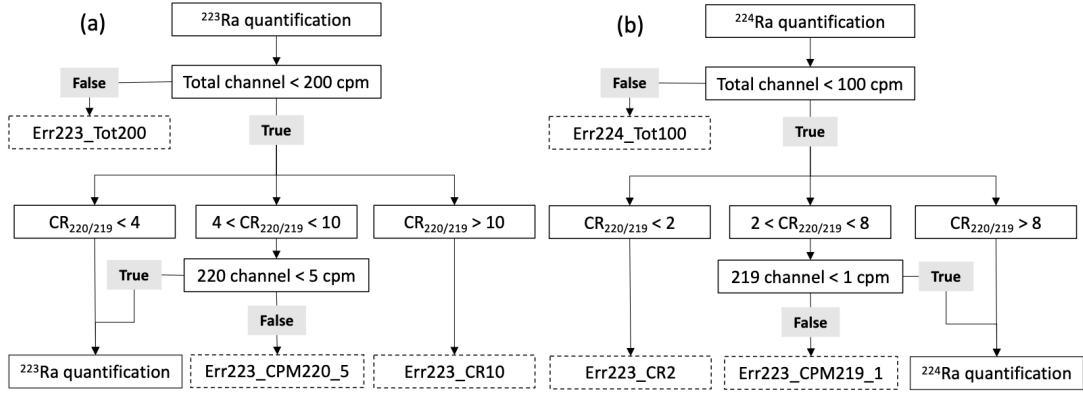 (a)
²²³Ra quantification
False
Total channel < 200 cpm
Err223_Tot200
True
CR₂₂₀/₂₁₉ < 4
4 < CR₂₂₀/₂₁₉ < 10
CR₂₂₀/₂₁₉ > 10
True
220 channel < 5 cpm
False
²²³Ra quantification
Err223_CPM220_5
Err223_CR10
(b)
²²⁴Ra quantification
False
Total channel < 100 cpm
Err224_Tot100
True
CR₂₂₀/₂₁₉ < 2
2 < CR₂₂₀/₂₁₉ < 8
CR₂₂₀/₂₁₉ > 8
219 channel < 1 cpm
True
False
Err223_CR2
Err223_CPM219_1
²²⁴Ra quantification